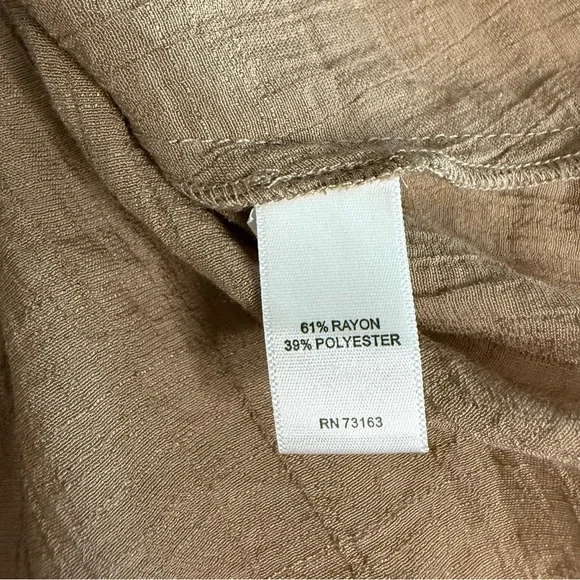 61% RAYON
39% POLYESTER
RN 73163